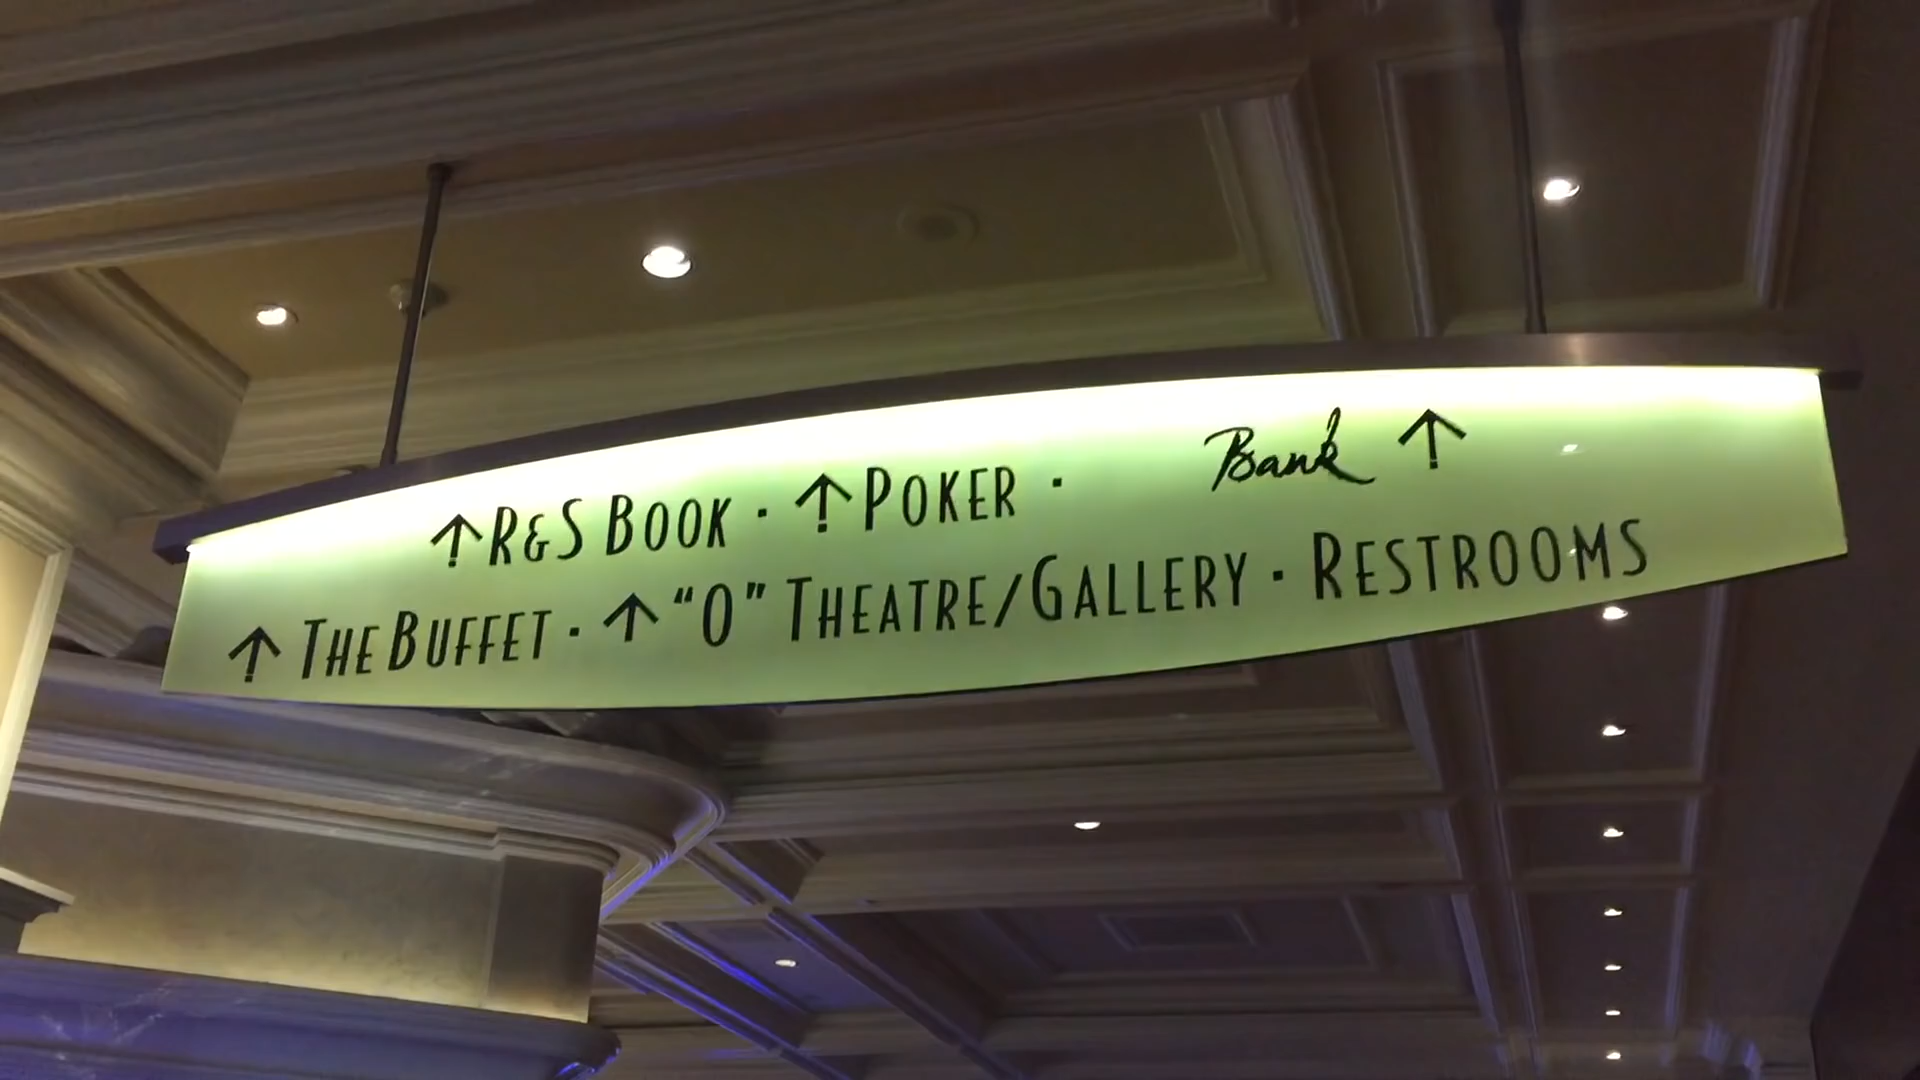 ↑R&S BOOK · ↑POKER · Bank ↑
↑ THE BUFFET · ↑ “O” THEATRE/GALLERY · RESTROOMS